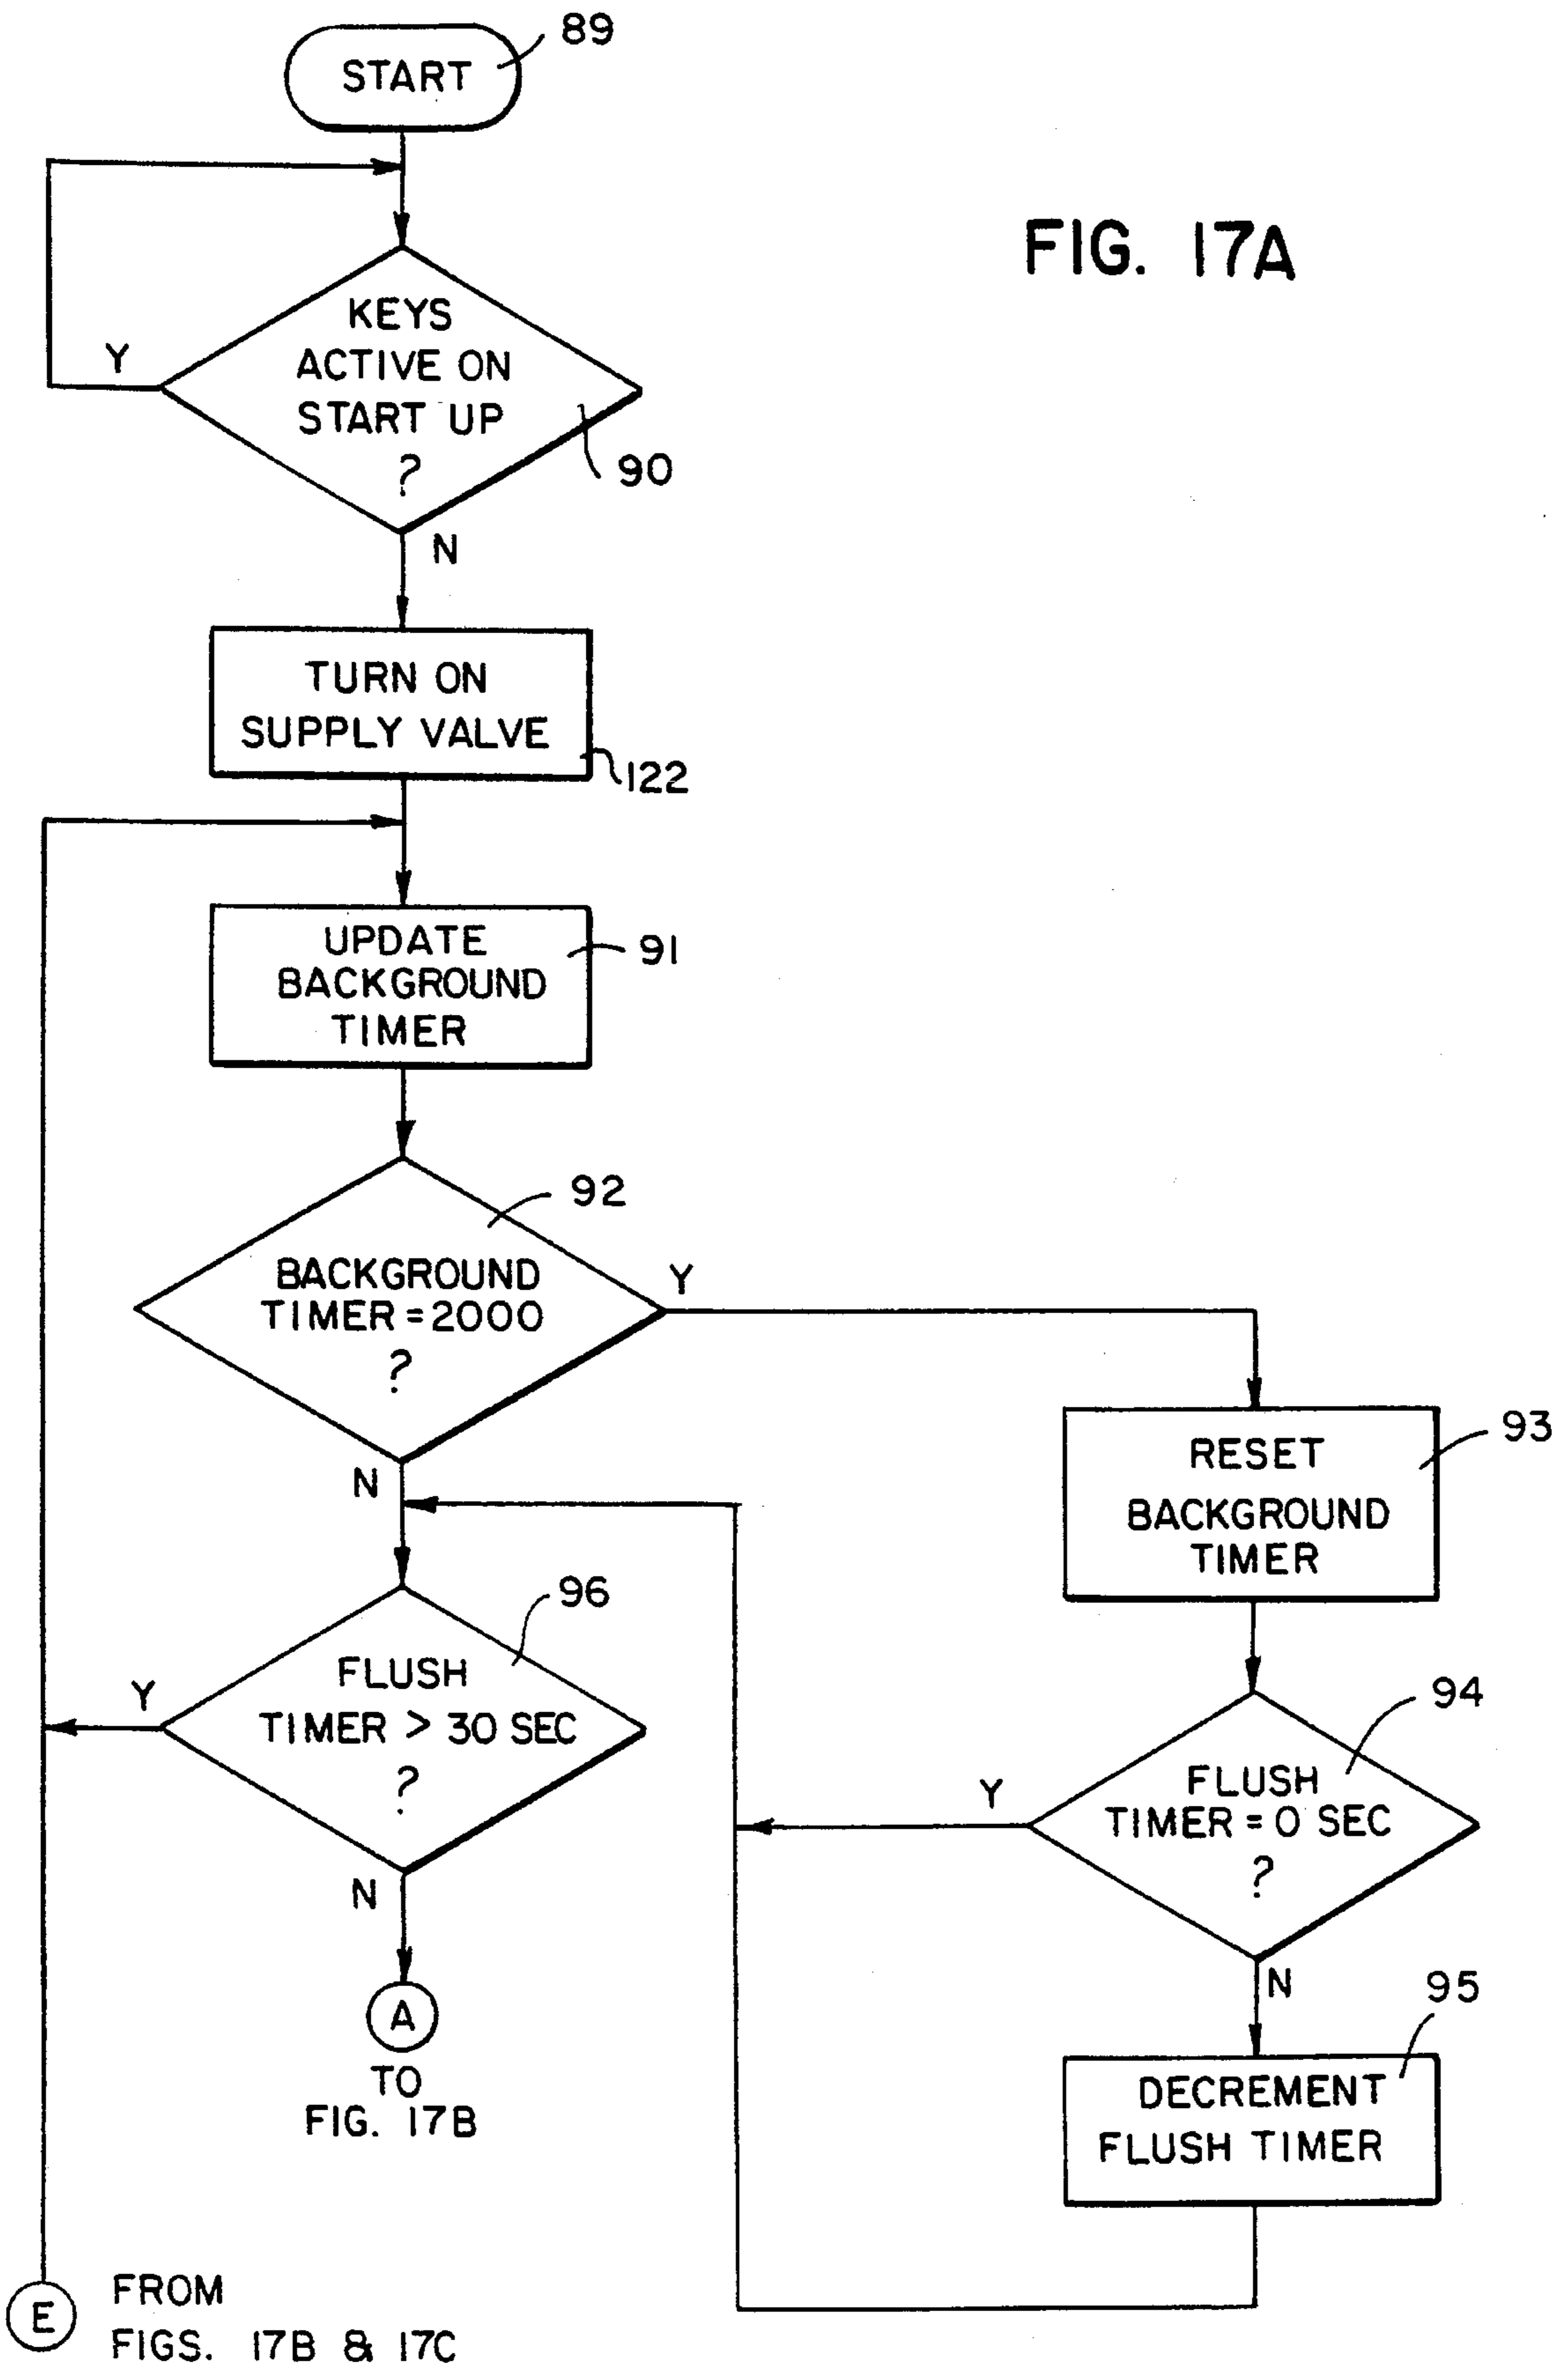 START
89
FIG. 17A
KEYS
ACTIVE ON
START UP
?
90
Y
N
TURN ON
SUPPLY VALVE
122
UPDATE
BACKGROUND
TIMER
91
92
BACKGROUND
TIMER = 2000
?
Y
N
93
RESET
BACKGROUND
TIMER
96
FLUSH
TIMER > 30 SEC
?
Y
N
94
FLUSH
TIMER = 0 SEC
?
Y
N
95
DECREMENT
FLUSH TIMER
A
TO
FIG. 17B
E
FROM
FIGS. 17B & 17C